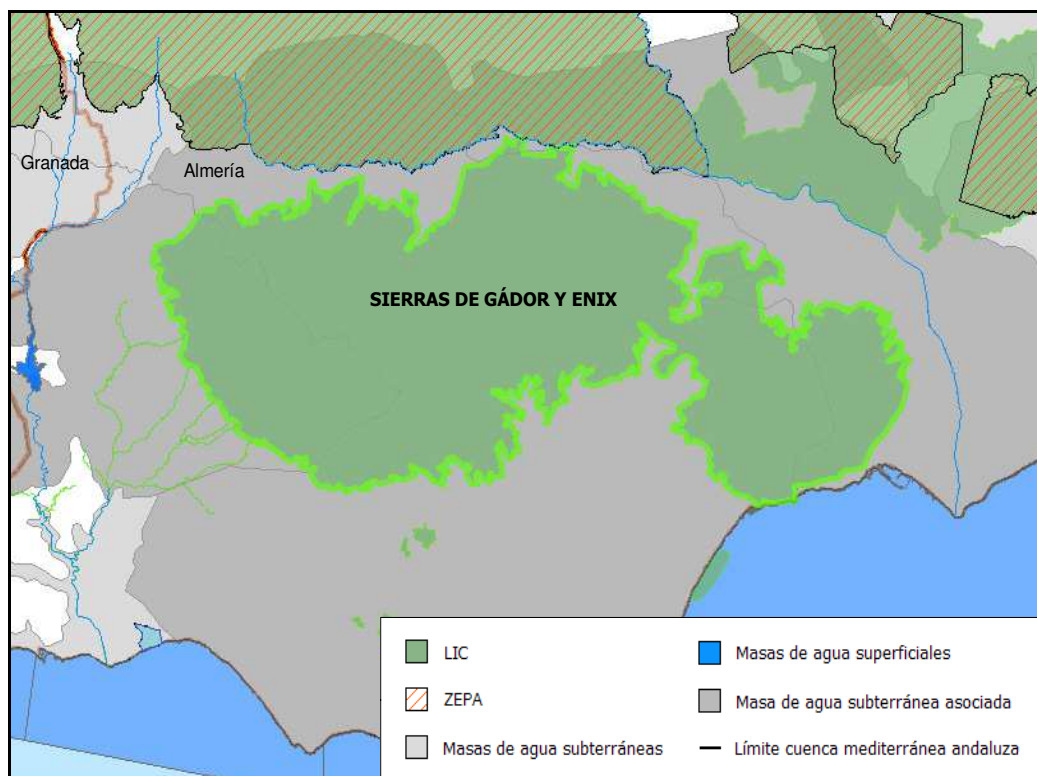 Granada
Almería
SIERRAS DE GÁDOR Y ENIX
LIC
Masas de agua superficiales
ZEPA
Masa de agua subterránea asociada
Masas de agua subterráneas
Límite cuenca mediterránea andaluza